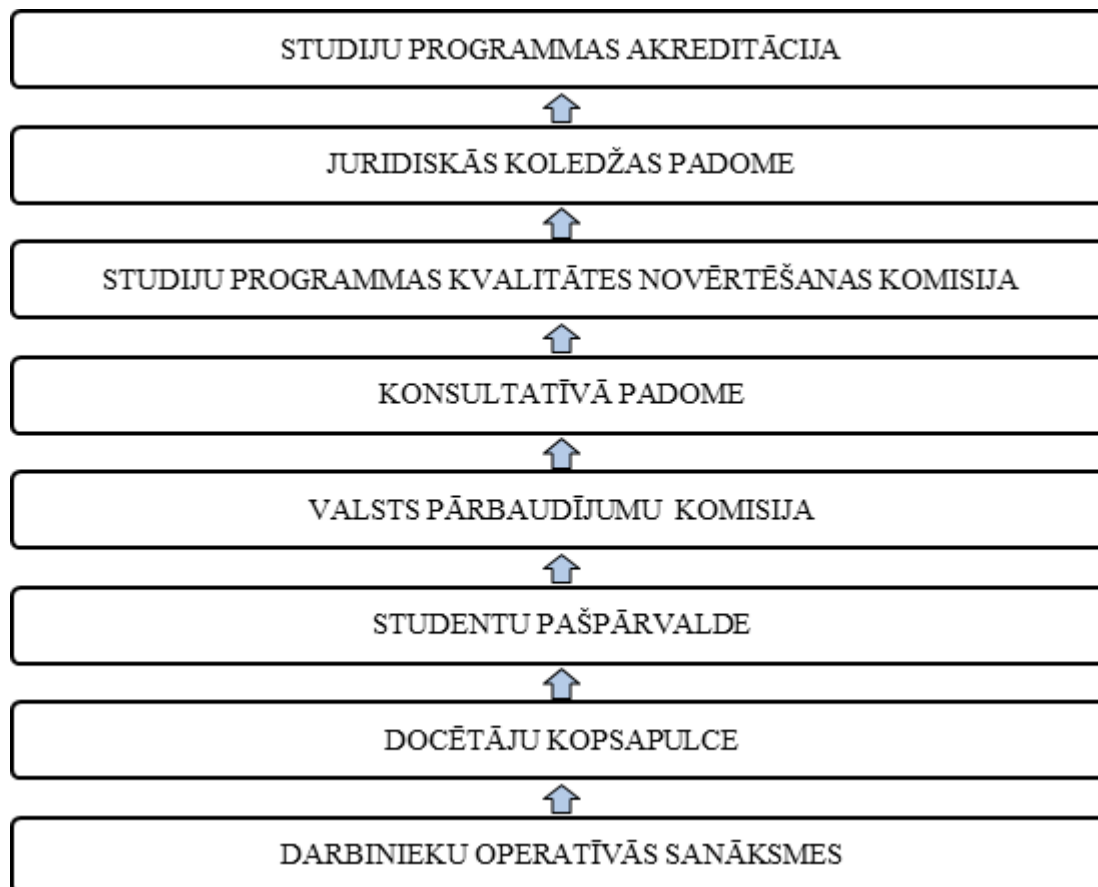 STUDIJU PROGRAMMAS AKREDITĀCIJA
JURIDISKĀS KOLEDŽAS PADOME
STUDIJU PROGRAMMAS KVALITĀTES NOVĒRTĒŠANAS KOMISIJA
KONSULTATĪVĀ PADOME
VALSTS PĀRBAUDĪJUMU KOMISIJA
STUDENTU PAŠPĀRVALDE
DOCĒTĀJU KOPSAPULCE
DARBINIEKU OPERATĪVĀS SANĀKSMES